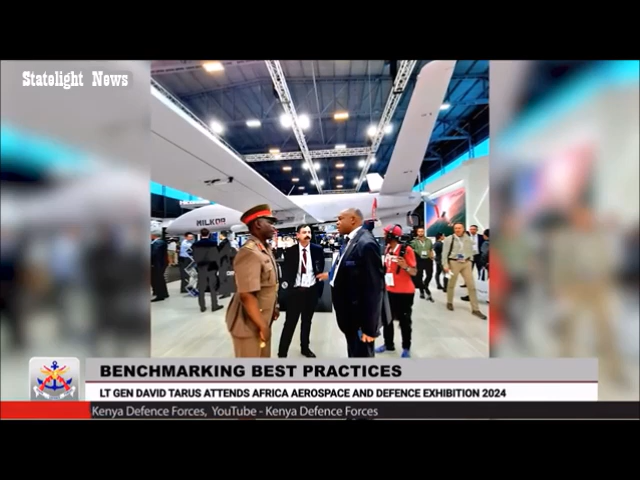 Statelight News
MILKOR
BENCHMARKING BEST PRACTICES
LT GEN DAVID TARUS ATTENDS AFRICA AEROSPACE AND DEFENCE EXHIBITION 2024
Kenya Defence Forces, YouTube - Kenya Defence Forces